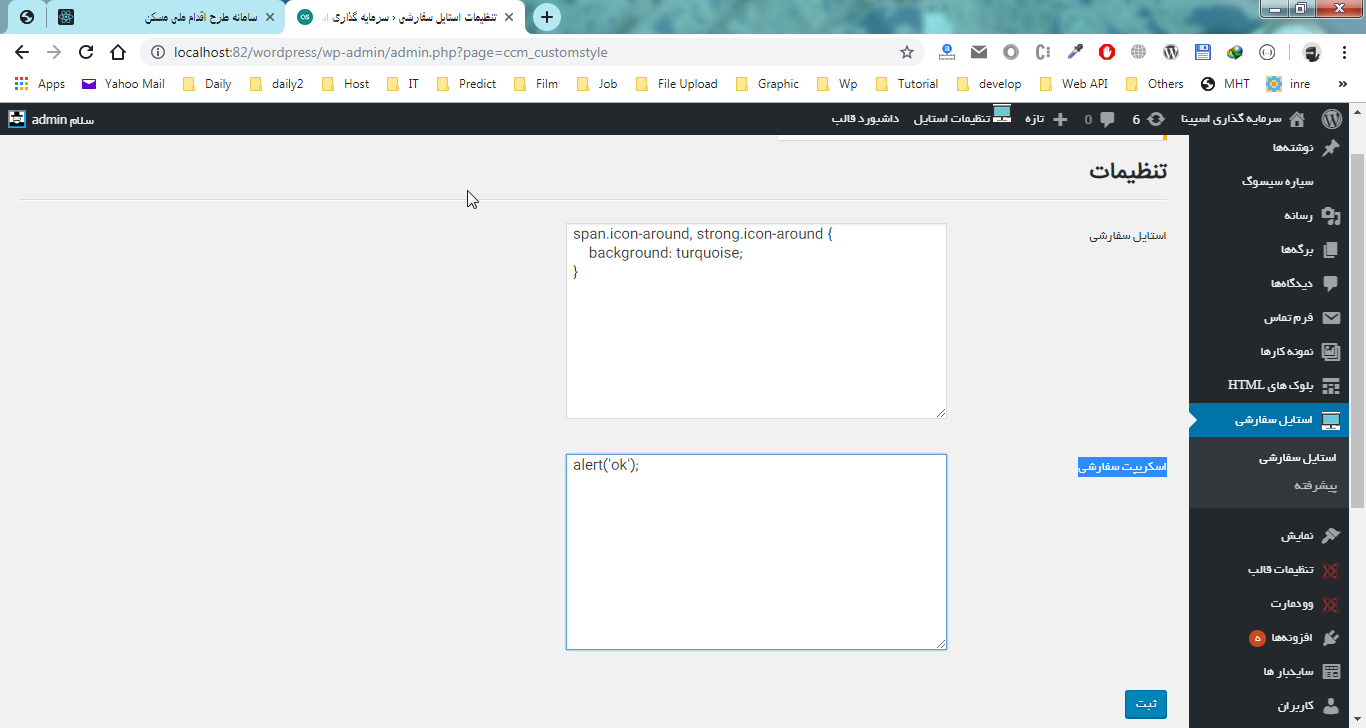 سامانه طرح اقدام ملی مسکن
تنظیمات استایل سفارشی ‹ سرمایه گذاری
localhost:82/wordpress/wp-admin/admin.php?page=ccm_customstyle
Apps Yahoo Mail Daily daily2 Host IT Predict Film Job File Upload Graphic Wp Tutorial develop Web API Others MHT inre »
سرمایه گذاری اسپینا 6 0 تازه تنظیمات استایل داشبورد قالب سلام admin
نوشته‌ها
سیاره سیسوگ
رسانه
برگه‌ها
دیدگاه‌ها
فرم تماس
نمونه کارها
بلوک های HTML
استایل سفارشی
استایل سفارشی
پیشرفته
نمایش
تنظیمات قالب
وودمارت
افزونه‌ها ۵
سایدبار ها
کاربران
تنظیمات
استایل سفارشی
span.icon-around, strong.icon-around {
background: turquoise;
}
اسکریپت سفارشی
alert('ok');
ثبت